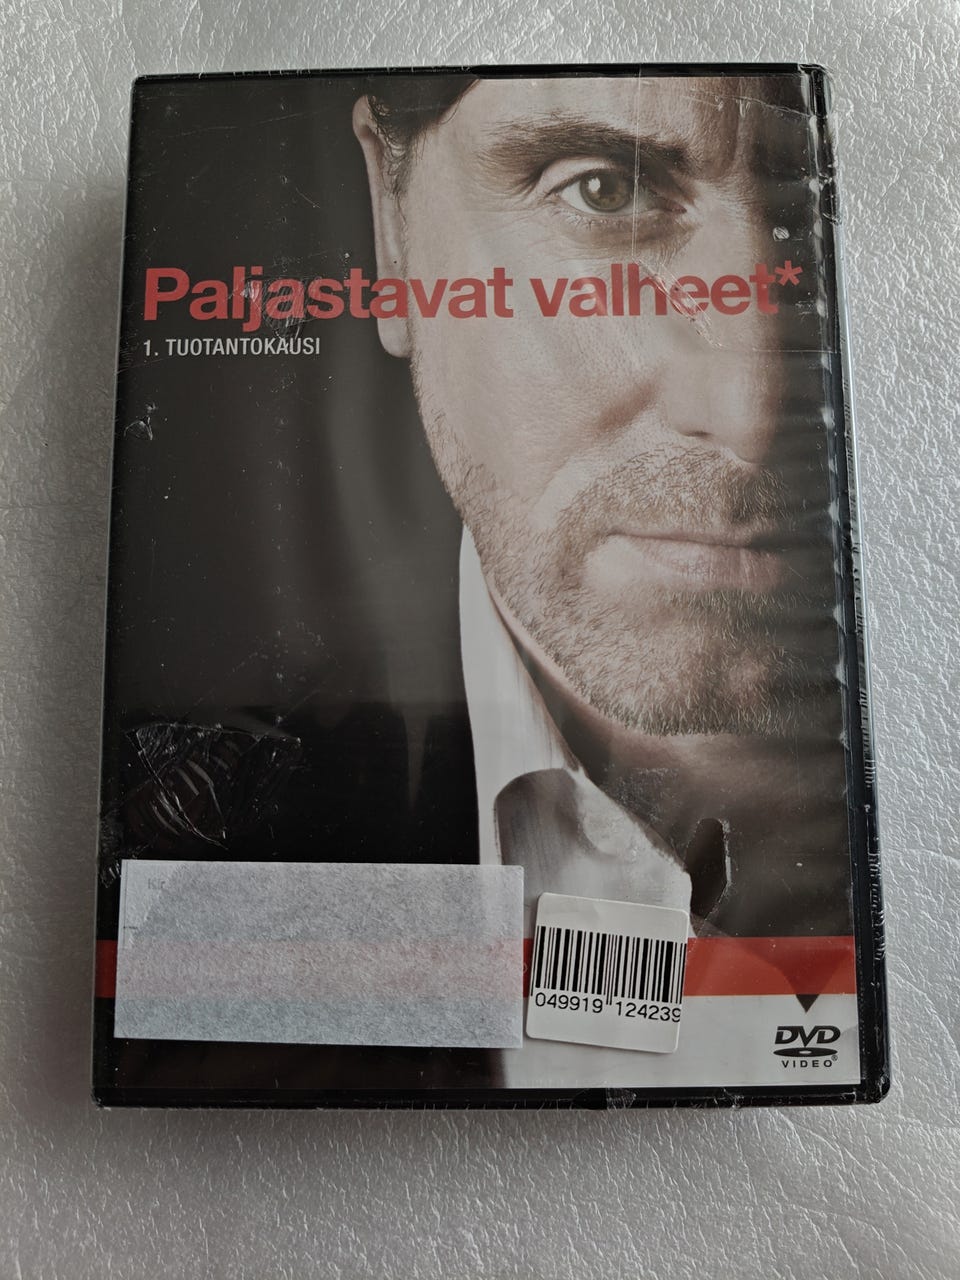 Paljastavat valheet*
1. TUOTANTOKAUSI
049919 124239
DVD
VIDEO®